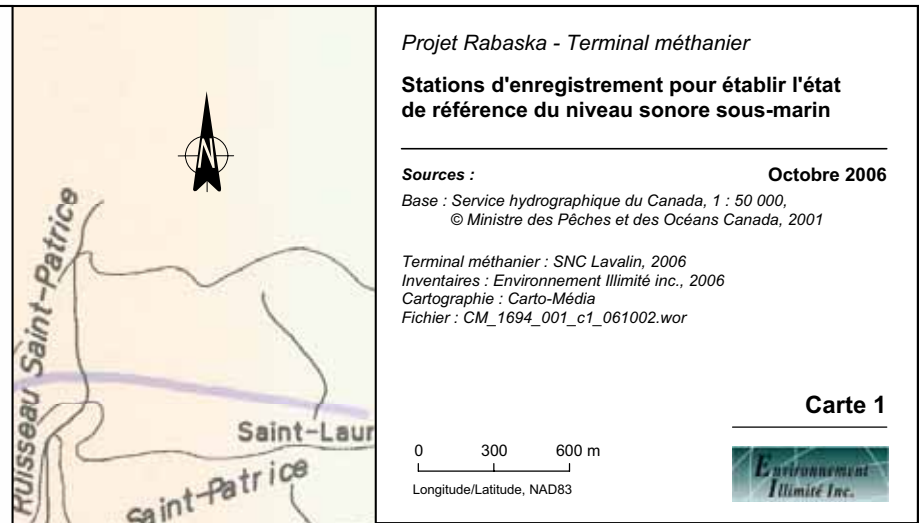 Projet Rabaska - Terminal méthanier
Stations d'enregistrement pour établir l'état
de référence du niveau sonore sous-marin
Sources :
Octobre 2006
Base : Service hydrographique du Canada, 1 : 50 000,
© Ministre des Pêches et des Océans Canada, 2001
Terminal méthanier : SNC Lavalin, 2006
Inventaires : Environnement Illimité inc., 2006
Cartographie : Carto-Média
Fichier : CM_1694_001_c1_061002.wor
Carte 1
0 300 600 m
Longitude/Latitude, NAD83
Environnement
Illimité Inc.
N
Ruisseau Saint-Patrice
Saint-Laur
Saint-Patrice